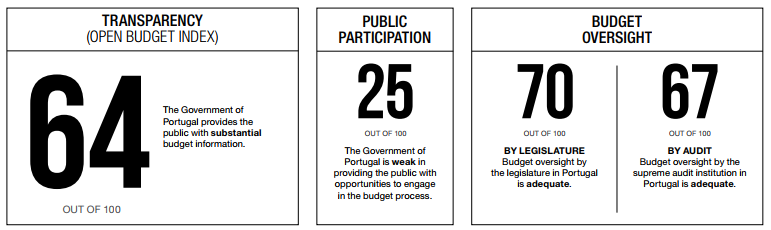 TRANSPARENCY
(OPEN BUDGET INDEX)
64
OUT OF 100
The Government of
Portugal provides the
public with substantial
budget information.
PUBLIC
PARTICIPATION
25
OUT OF 100
The Government of
Portugal is weak in
providing the public with
opportunities to engage
in the budget process.
BUDGET
OVERSIGHT
70
OUT OF 100
BY LEGISLATURE
Budget oversight by
the legislature in Portugal
is adequate.
67
OUT OF 100
BY AUDIT
Budget oversight by the
supreme audit institution in
Portugal is adequate.